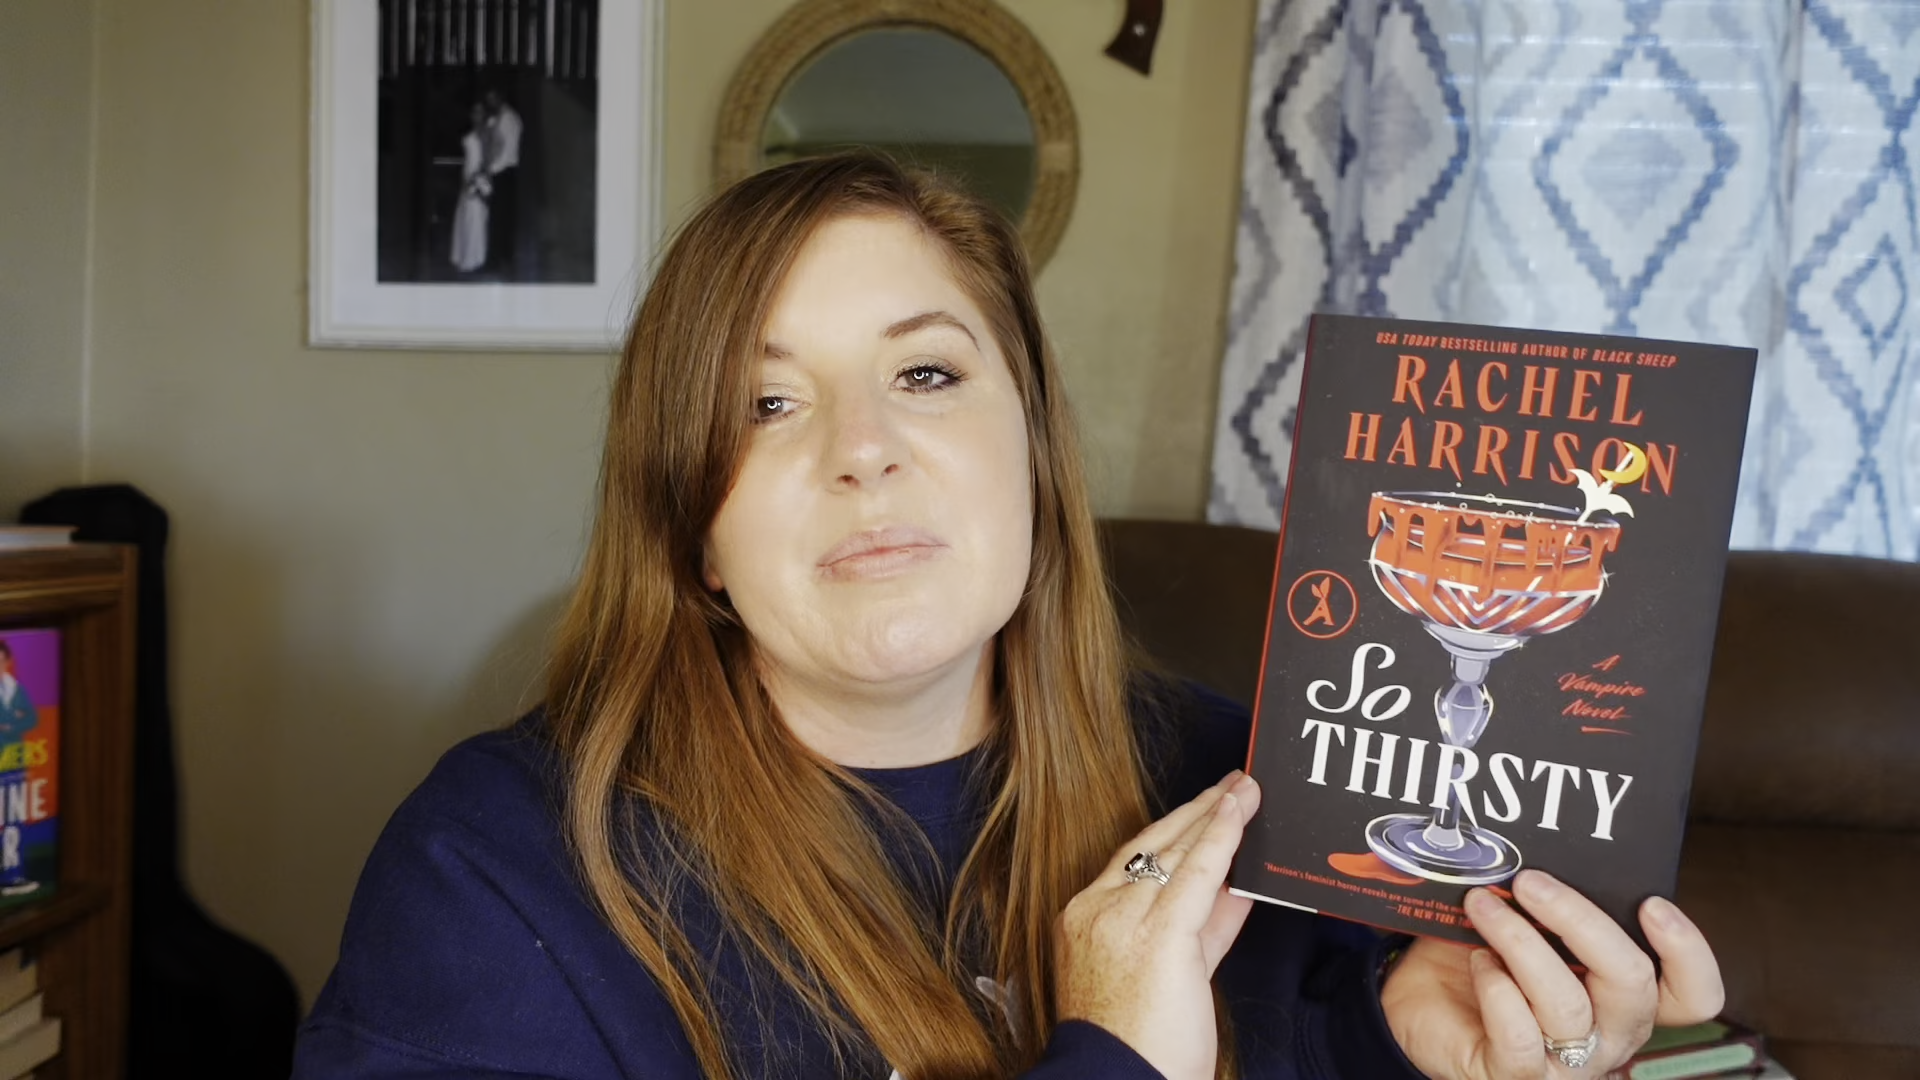 USA TODAY BESTSELLING AUTHOR OF BLACK SHEEP
RACHEL
HARRISON
A
So
THIRSTY
A
Vampire
Novel
"Harrison's feminist horror novels are some of the
—THE NEW YORK